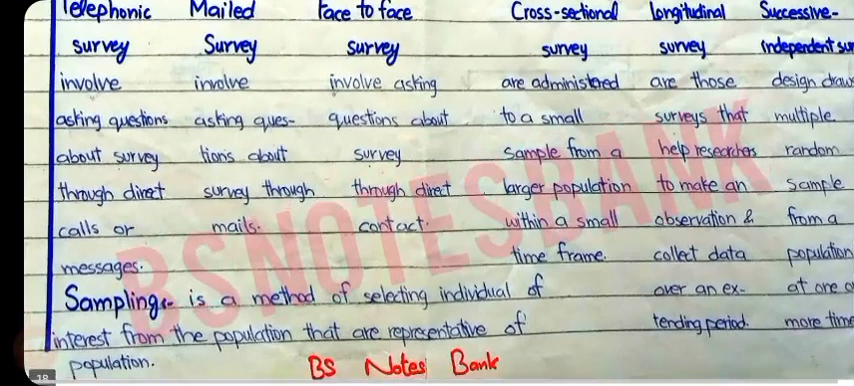 Telephonic Mailed Face to face Cross-sectional Longitudinal Successive-
survey Survey survey survey survey independent sur
involve involve involve asking are administered are those design draws
asking questions asking ques- questions about to a small surveys that multiple
about survey tions about survey sample from a help researches random
through direct survey through through direct larger population to make an sample
calls or mails. contact. within a small observation & from a
messages. time frame. collect data population
Sampling:- is a method of selecting individual of over an ex- at one o
interest from the population that are representative of tending period. more time
population. BS Notes Bank
BSNOTESBANK
18